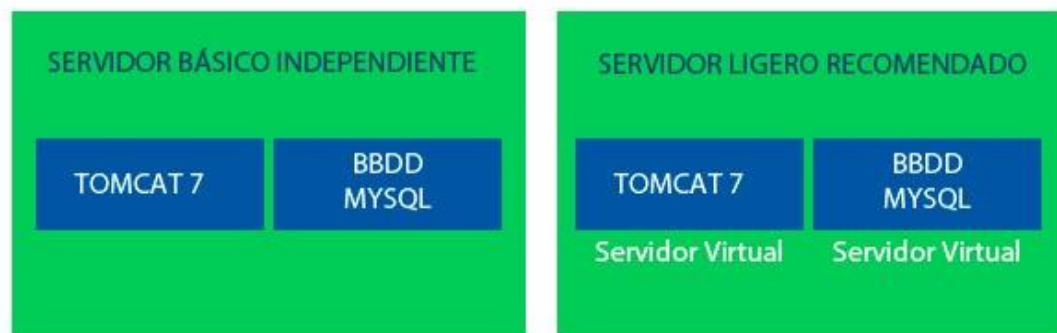 SERVIDOR BÁSICO INDEPENDIENTE
TOMCAT 7
BBDD
MYSQL
SERVIDOR LIGERO RECOMENDADO
TOMCAT 7
BBDD
MYSQL
Servidor Virtual
Servidor Virtual